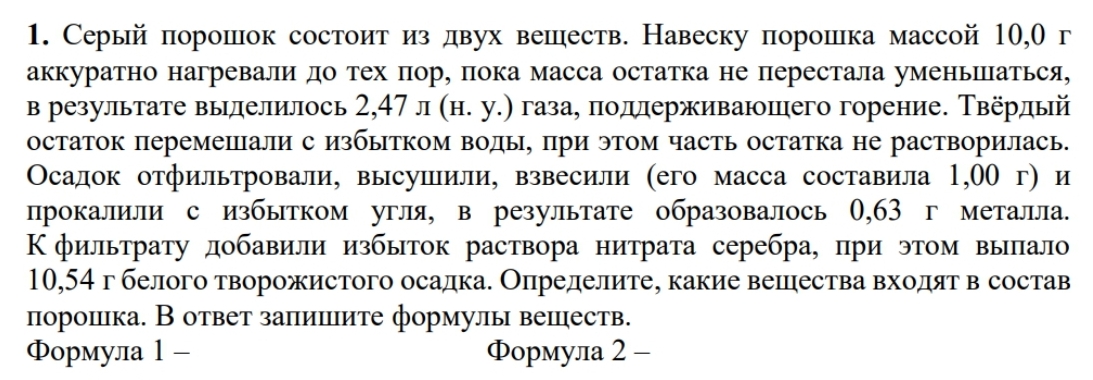 1. Серый порошок состоит из двух веществ. Навеску порошка массой 10,0 г
аккуратно нагревали до тех пор, пока масса остатка не перестала уменьшаться,
в результате выделилось 2,47 л (н. у.) газа, поддерживающего горение. Твёрдый
остаток перемешали с избытком воды, при этом часть остатка не растворилась.
Осадок отфильтровали, высушили, взвесили (его масса составила 1,00 г) и
прокалили с избытком угля, в результате образовалось 0,63 г металла.
К фильтрату добавили избыток раствора нитрата серебра, при этом выпало
10,54 г белого творожистого осадка. Определите, какие вещества входят в состав
порошка. В ответ запишите формулы веществ.
Формула 1 – Формула 2 –